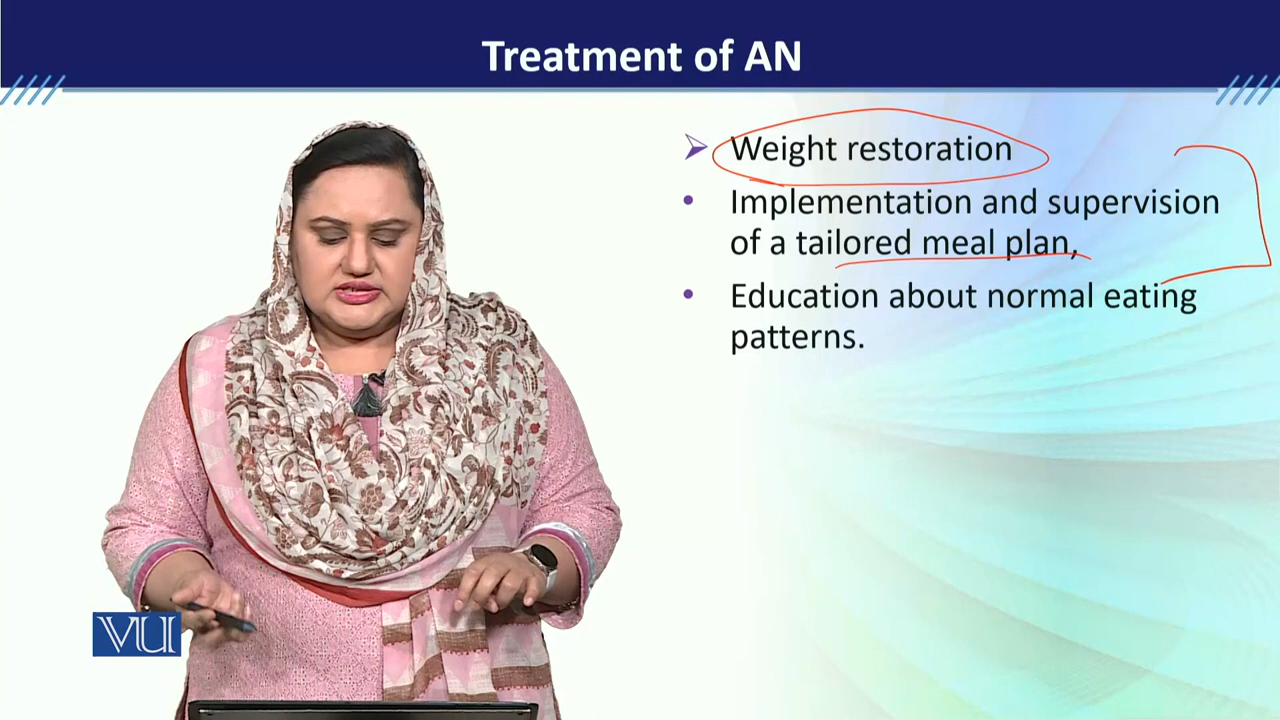 Treatment of AN
Weight restoration
Implementation and supervision
of a tailored meal plan,
Education about normal eating
patterns.
VU